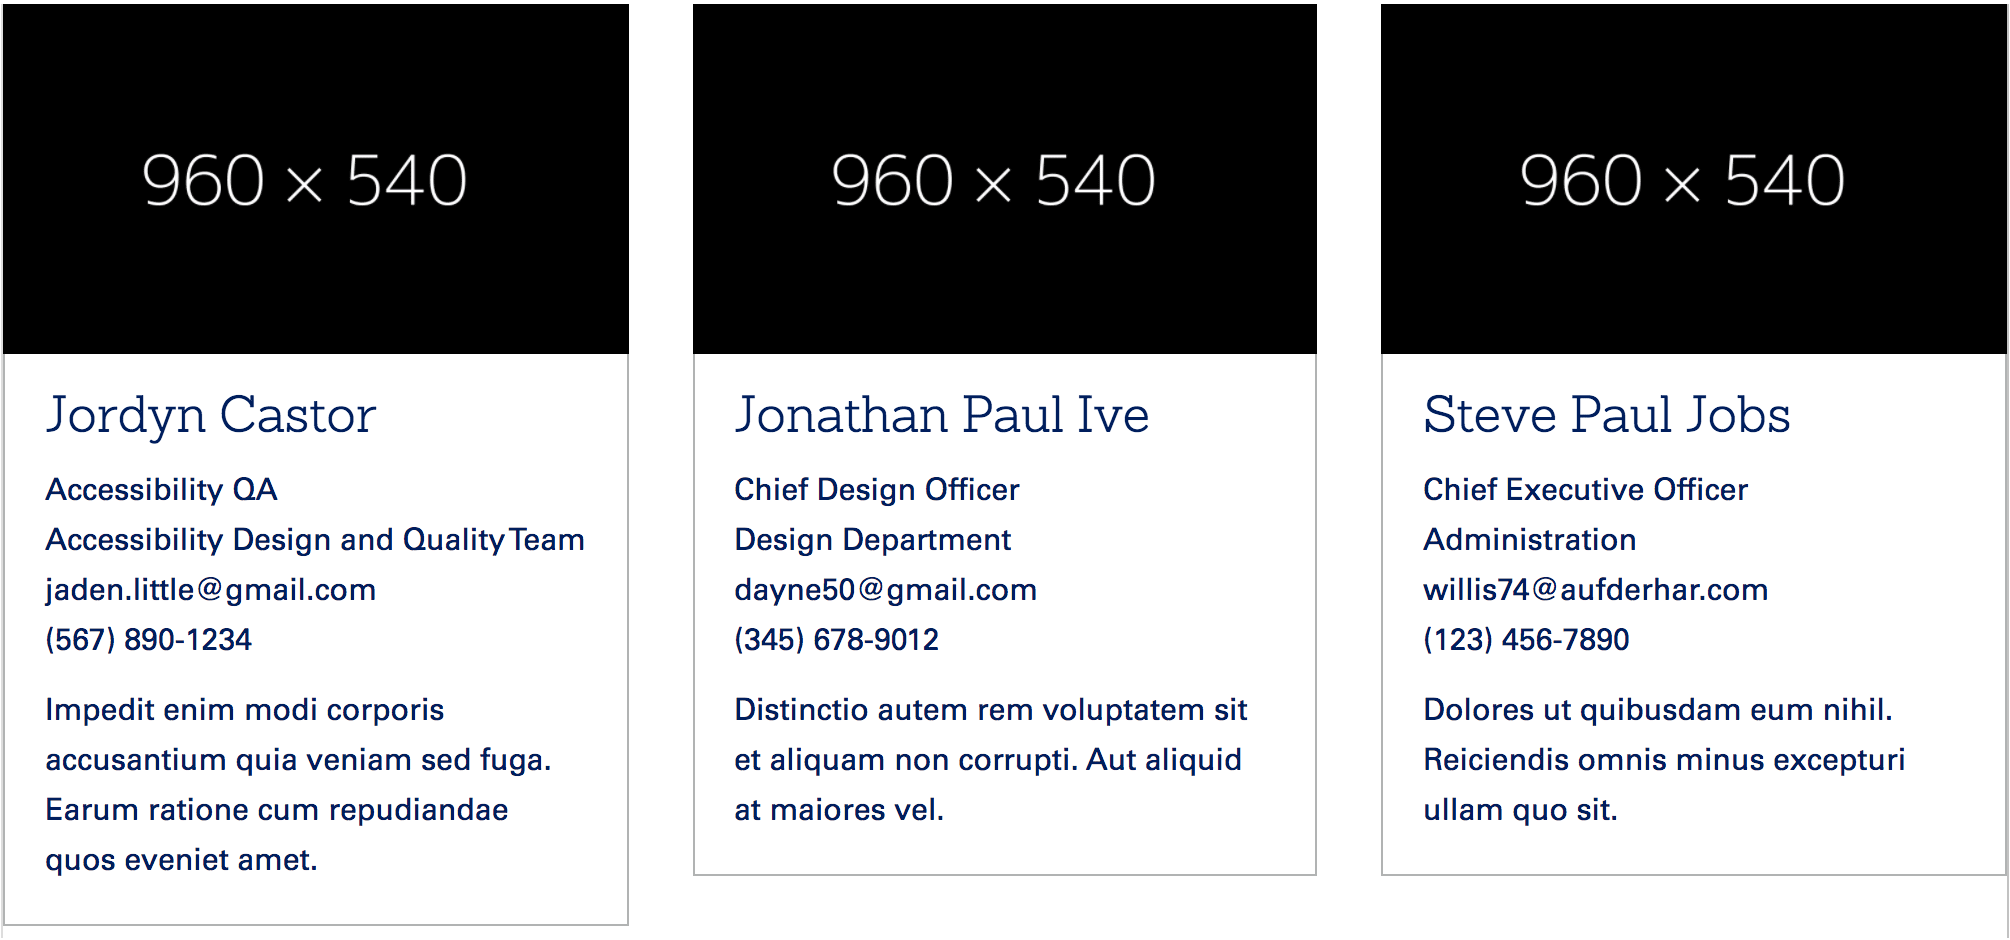 960 × 540
Jordyn Castor
Accessibility QA
Accessibility Design and Quality Team
jaden.little@gmail.com
(567) 890-1234
Impedit enim modi corporis
accusantium quia veniam sed fuga.
Earum ratione cum repudiandae
quos eveniet amet.
960 × 540
Jonathan Paul Ive
Chief Design Officer
Design Department
dayne50@gmail.com
(345) 678-9012
Distinctio autem rem voluptatem sit
et aliquam non corrupti. Aut aliquid
at maiores vel.
960 × 540
Steve Paul Jobs
Chief Executive Officer
Administration
willis74@aufderhar.com
(123) 456-7890
Dolores ut quibusdam eum nihil.
Reiciendis omnis minus excepturi
ullam quo sit.